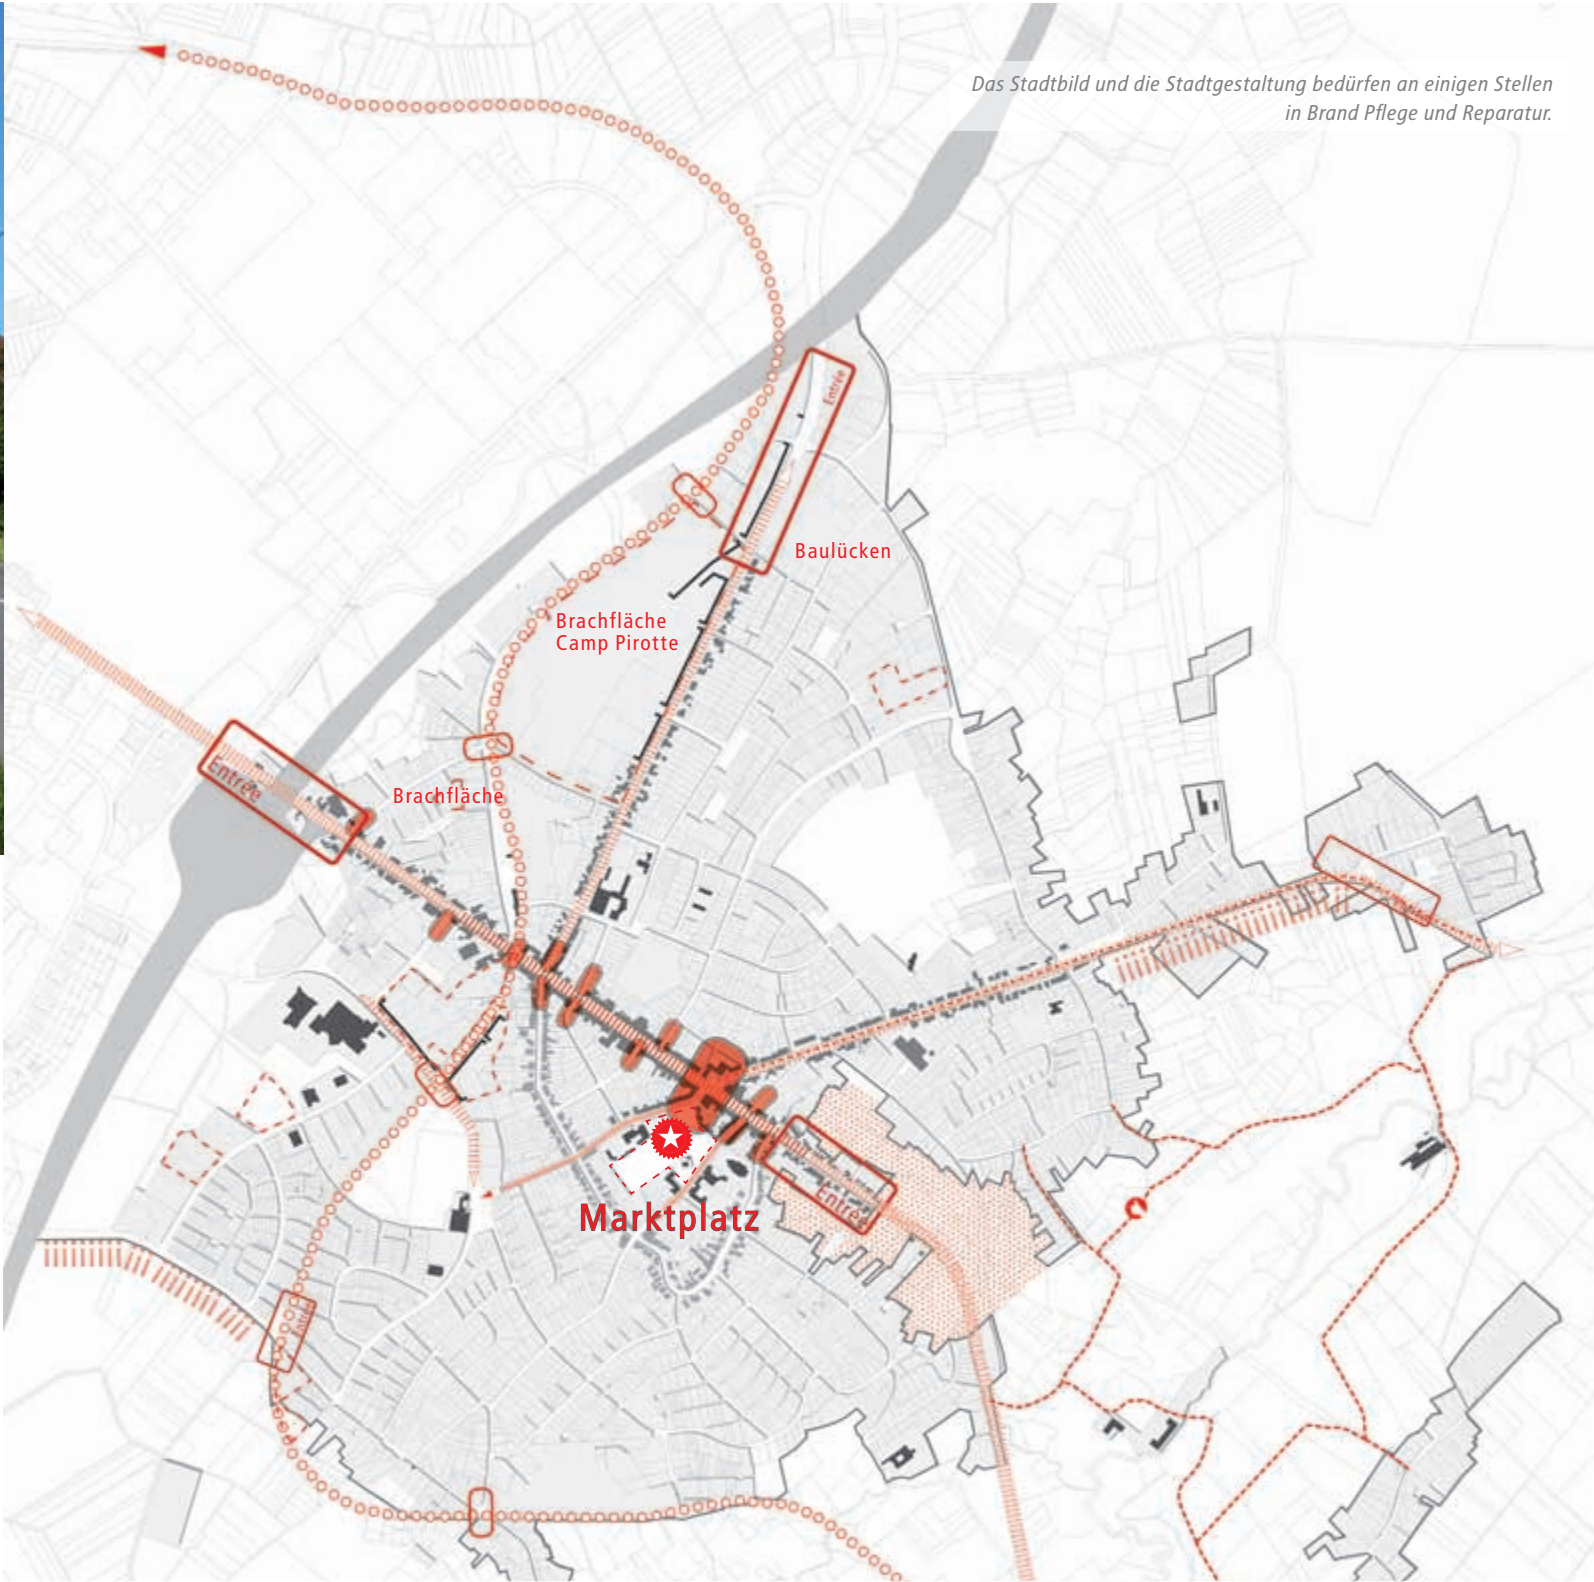 Das Stadtbild und die Stadtgestaltung bedürfen an einigen Stellen
in Brand Pflege und Reparatur.
Entrée
Baulücken
Brachfläche
Camp Pirotte
Entrée
Brachfläche
Marktplatz
Entrée
Entrée